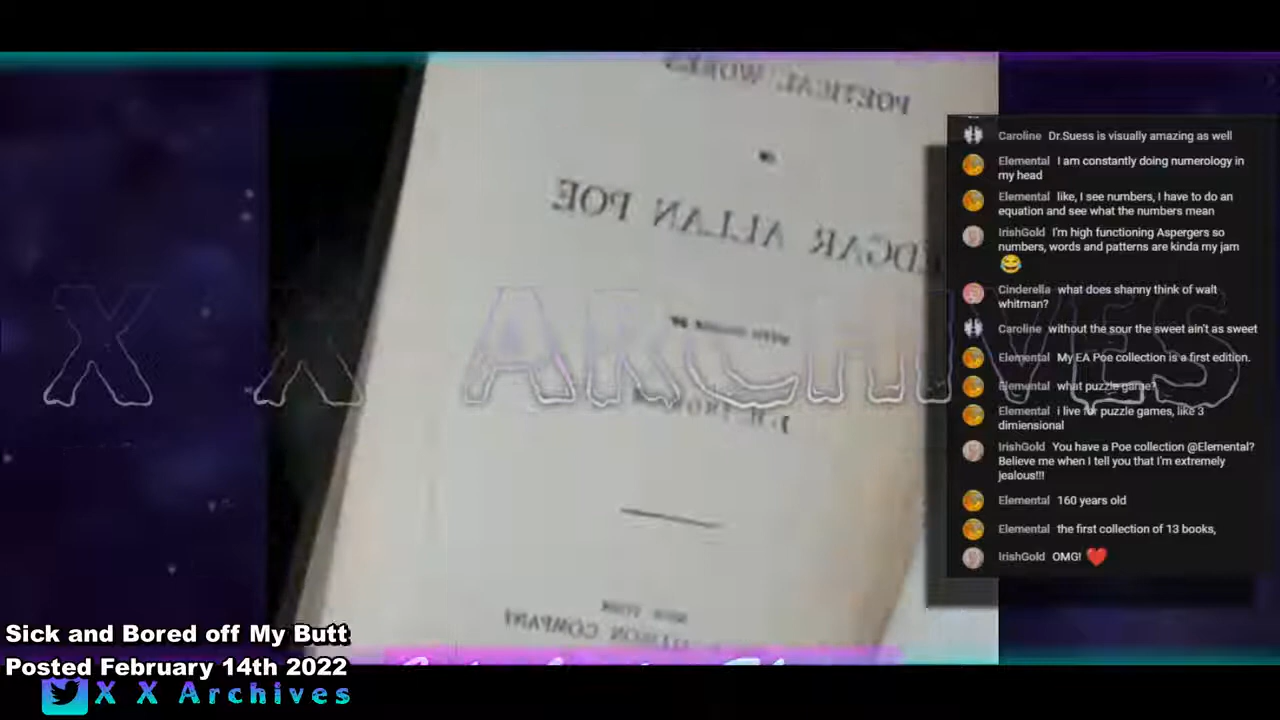 POETICAL WORKS
OF
EDGAR ALLAN POE
NEW YORK
COMPANY
X X ARCHIVES
Caroline Dr.Suess is visually amazing as well
Elemental I am constantly doing numerology in
my head
Elemental like, I see numbers, I have to do an
equation and see what the numbers mean
IrishGold I'm high functioning Aspergers so
numbers, words and patterns are kinda my jam
😂
Cinderella what does shanny think of walt
whitman?
Caroline without the sour the sweet ain't as sweet
Elemental My EA Poe collection is a first edition.
Elemental what puzzle game?
Elemental i live for puzzle games, like 3
dimiensional
IrishGold You have a Poe collection @Elemental?
Believe me when I tell you that I'm extremely
jealous!!!
Elemental 160 years old
Elemental the first collection of 13 books,
IrishGold OMG! ❤️
Sick and Bored off My Butt
Posted February 14th 2022
X X Archives